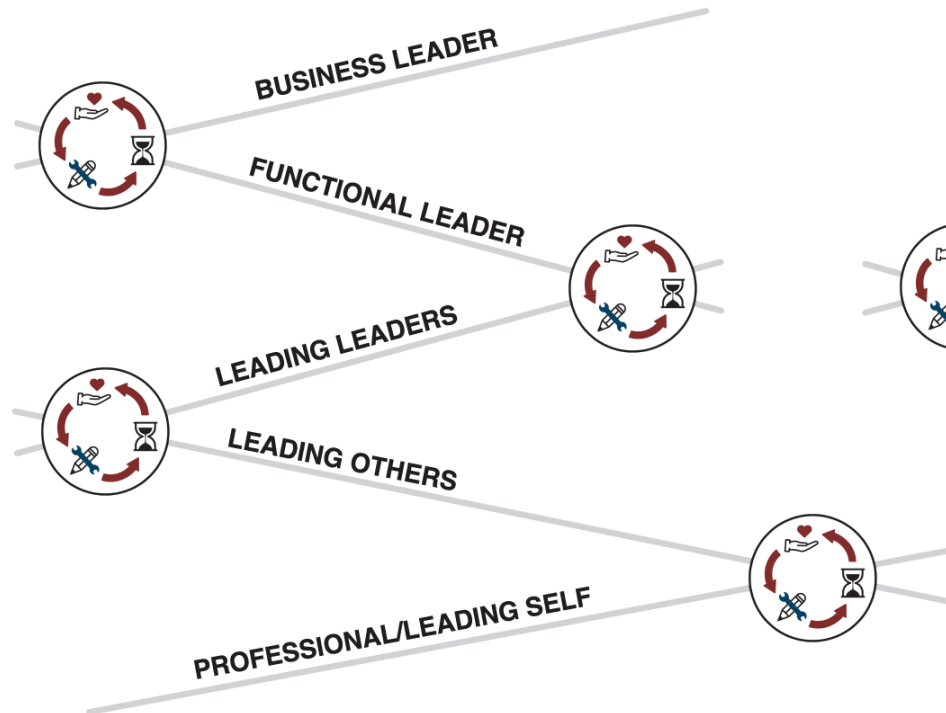 BUSINESS LEADER
FUNCTIONAL LEADER
LEADING LEADERS
LEADING OTHERS
PROFESSIONAL/LEADING SELF